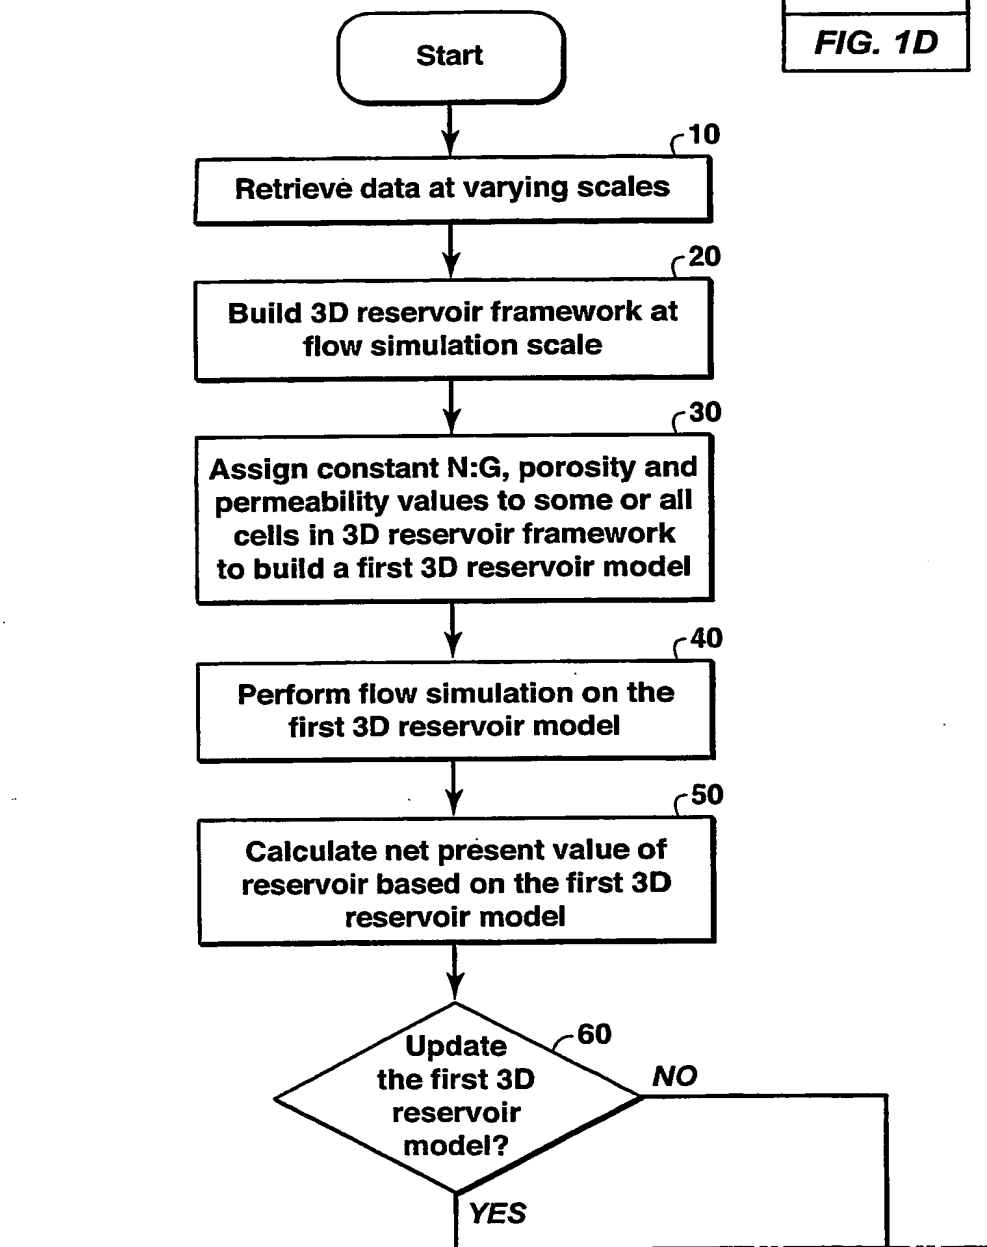 FIG. 1D
Start
10
Retrieve data at varying scales
20
Build 3D reservoir framework at
flow simulation scale
30
Assign constant N:G, porosity and
permeability values to some or all
cells in 3D reservoir framework
to build a first 3D reservoir model
40
Perform flow simulation on the
first 3D reservoir model
50
Calculate net present value of
reservoir based on the first 3D
reservoir model
60
Update
the first 3D
reservoir
model?
NO
YES